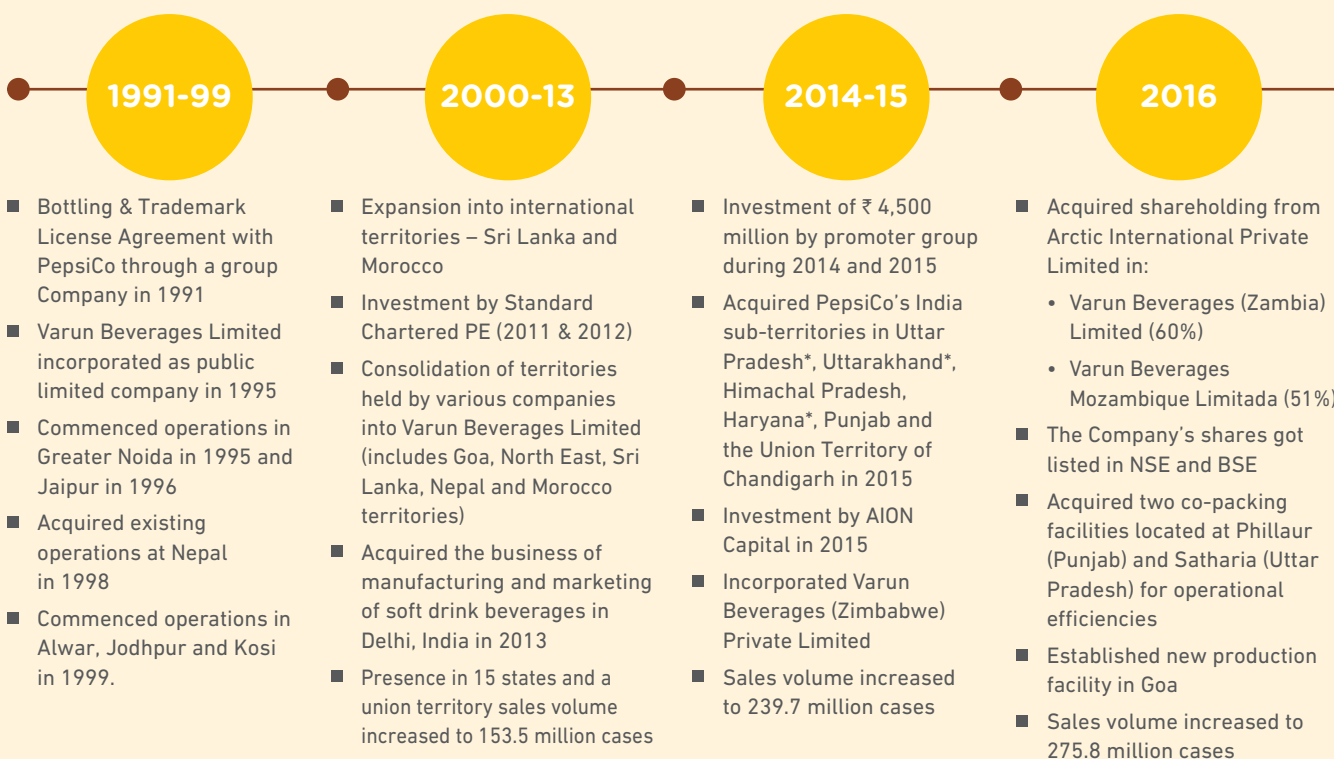 1991-99
Bottling & Trademark
License Agreement with
PepsiCo through a group
Company in 1991
Varun Beverages Limited
incorporated as public
limited company in 1995
Commenced operations in
Greater Noida in 1995 and
Jaipur in 1996
Acquired existing
operations at Nepal
in 1998
Commenced operations in
Alwar, Jodhpur and Kosi
in 1999.
2000-13
Expansion into international
territories – Sri Lanka and
Morocco
Investment by Standard
Chartered PE (2011 & 2012)
Consolidation of territories
held by various companies
into Varun Beverages Limited
(includes Goa, North East, Sri
Lanka, Nepal and Morocco
territories)
Acquired the business of
manufacturing and marketing
of soft drink beverages in
Delhi, India in 2013
Presence in 15 states and a
union territory sales volume
increased to 153.5 million cases
2014-15
Investment of ₹ 4,500
million by promoter group
during 2014 and 2015
Acquired PepsiCo’s India
sub-territories in Uttar
Pradesh*, Uttarakhand*,
Himachal Pradesh,
Haryana*, Punjab and
the Union Territory of
Chandigarh in 2015
Investment by AION
Capital in 2015
Incorporated Varun
Beverages (Zimbabwe)
Private Limited
Sales volume increased
to 239.7 million cases
2016
Acquired shareholding from
Arctic International Private
Limited in:
• Varun Beverages (Zambia)
Limited (60%)
• Varun Beverages
Mozambique Limitada (51%)
The Company’s shares got
listed in NSE and BSE
Acquired two co-packing
facilities located at Phillaur
(Punjab) and Satharia (Uttar
Pradesh) for operational
efficiencies
Established new production
facility in Goa
Sales volume increased to
275.8 million cases